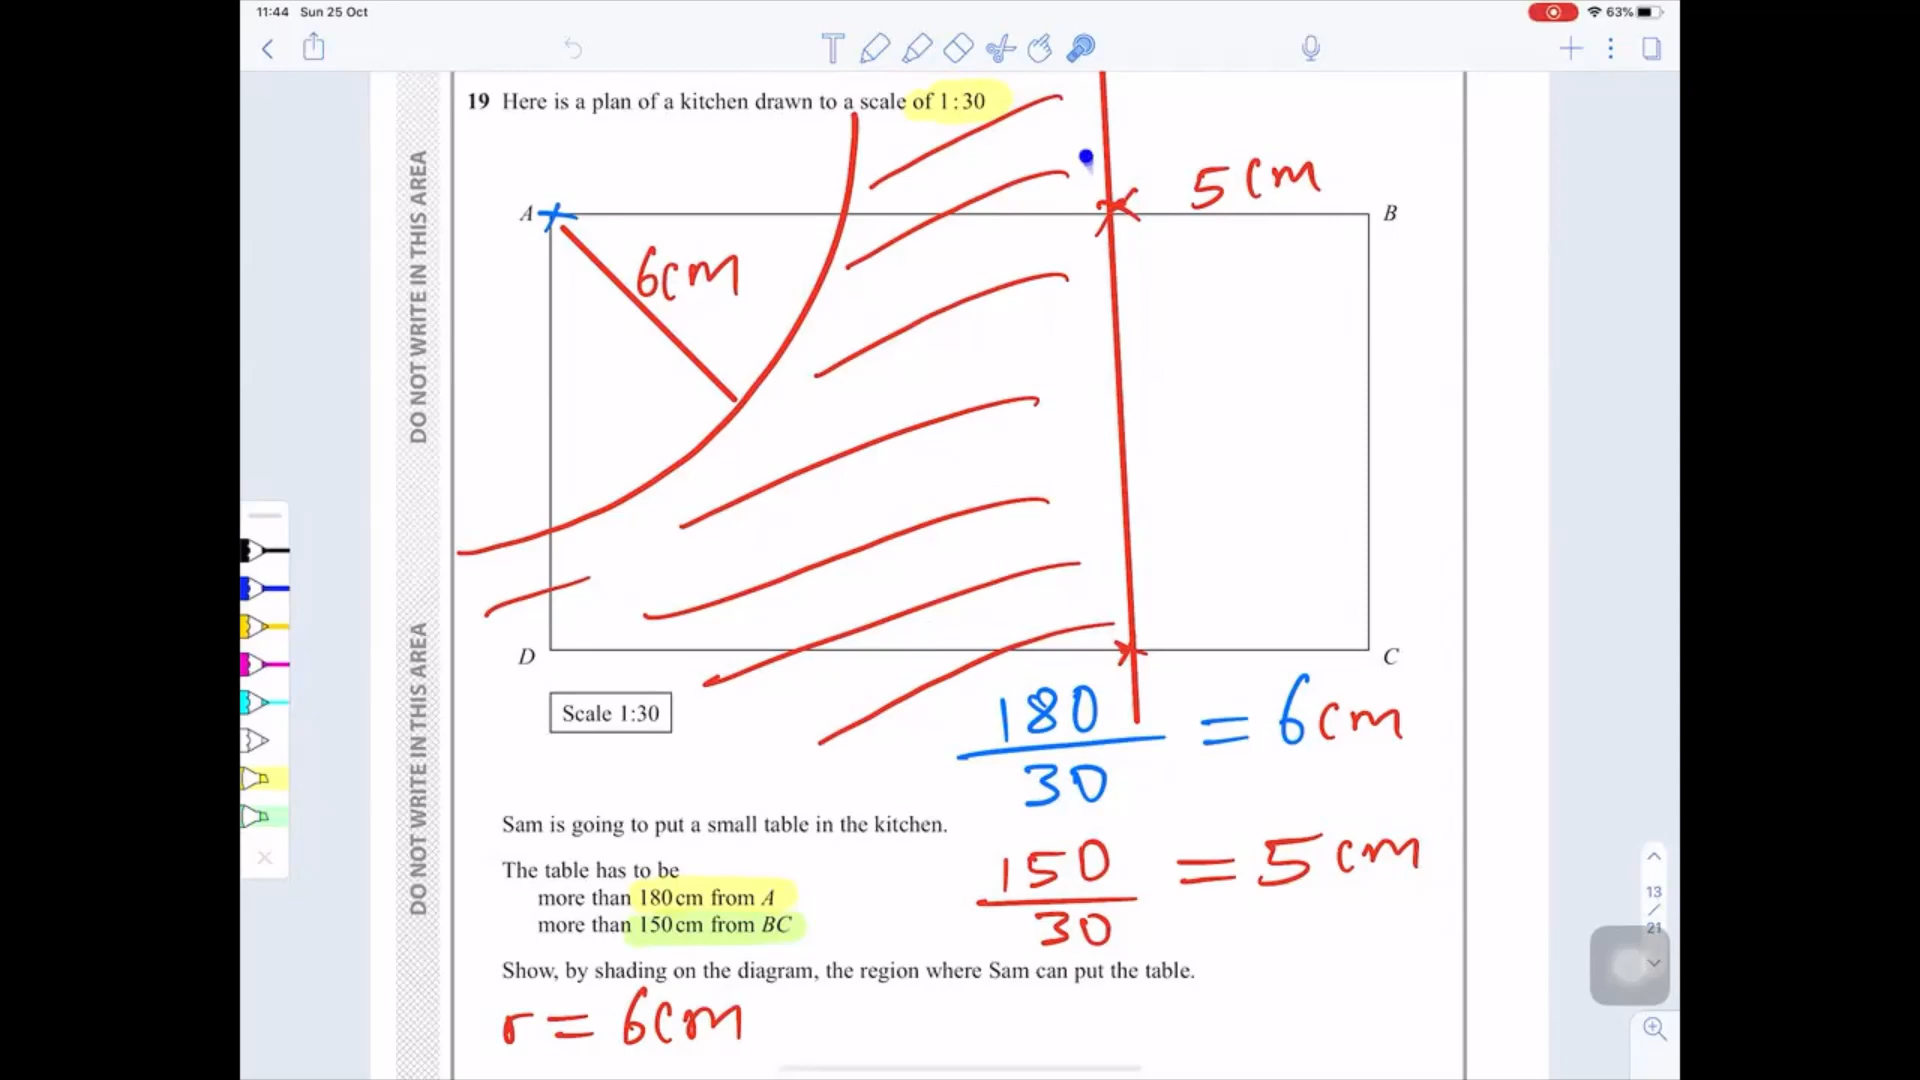 11:44 Sun 25 Oct
63%
T
19 Here is a plan of a kitchen drawn to a scale of 1:30
5cm
A
B
6cm
D
C
Scale 1:30
180
30
= 6cm
Sam is going to put a small table in the kitchen.
150
30
= 5cm
The table has to be
more than 180cm from A
more than 150cm from BC
Show, by shading on the diagram, the region where Sam can put the table.
r = 6cm
DO NOT WRITE IN THIS AREA
DO NOT WRITE IN THIS AREA
13
/
21